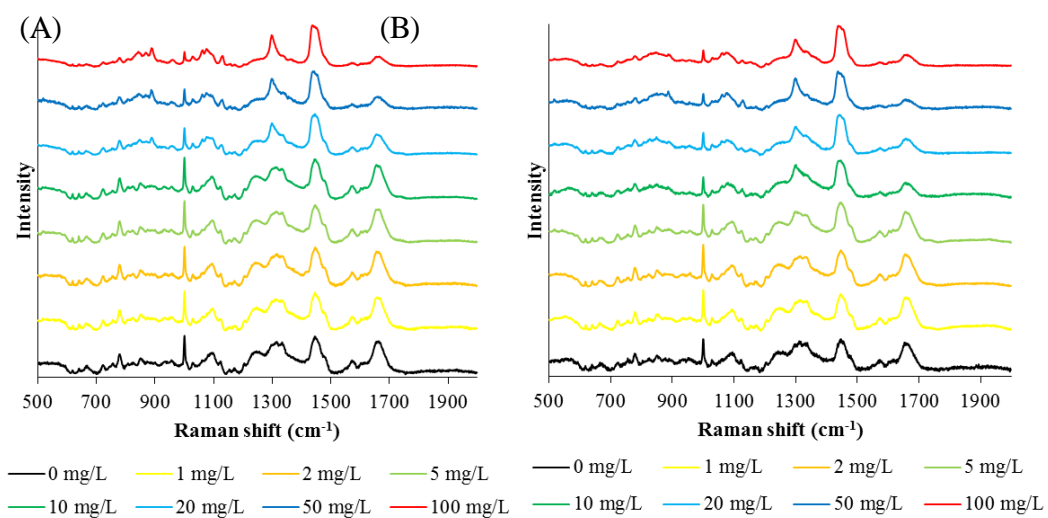 (A)
Intensity
500 700 900 1100 1300 1500 1700 1900
Raman shift (cm⁻¹)
0 mg/L 1 mg/L 2 mg/L 5 mg/L
10 mg/L 20 mg/L 50 mg/L 100 mg/L
(B)
Intensity
500 700 900 1100 1300 1500 1700 1900
Raman shift (cm⁻¹)
0 mg/L 1 mg/L 2 mg/L 5 mg/L
10 mg/L 20 mg/L 50 mg/L 100 mg/L